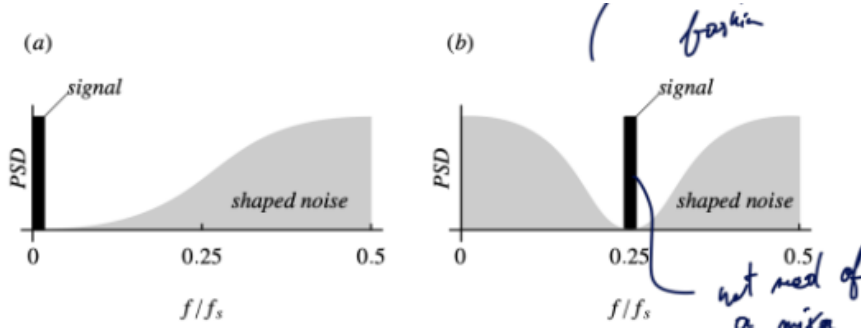 (a)
signal
PSD
shaped noise
0
0.25
0.5
f/fs
(b)
signal
PSD
shaped noise
0
0.25
0.5
f/fs
not need of
a